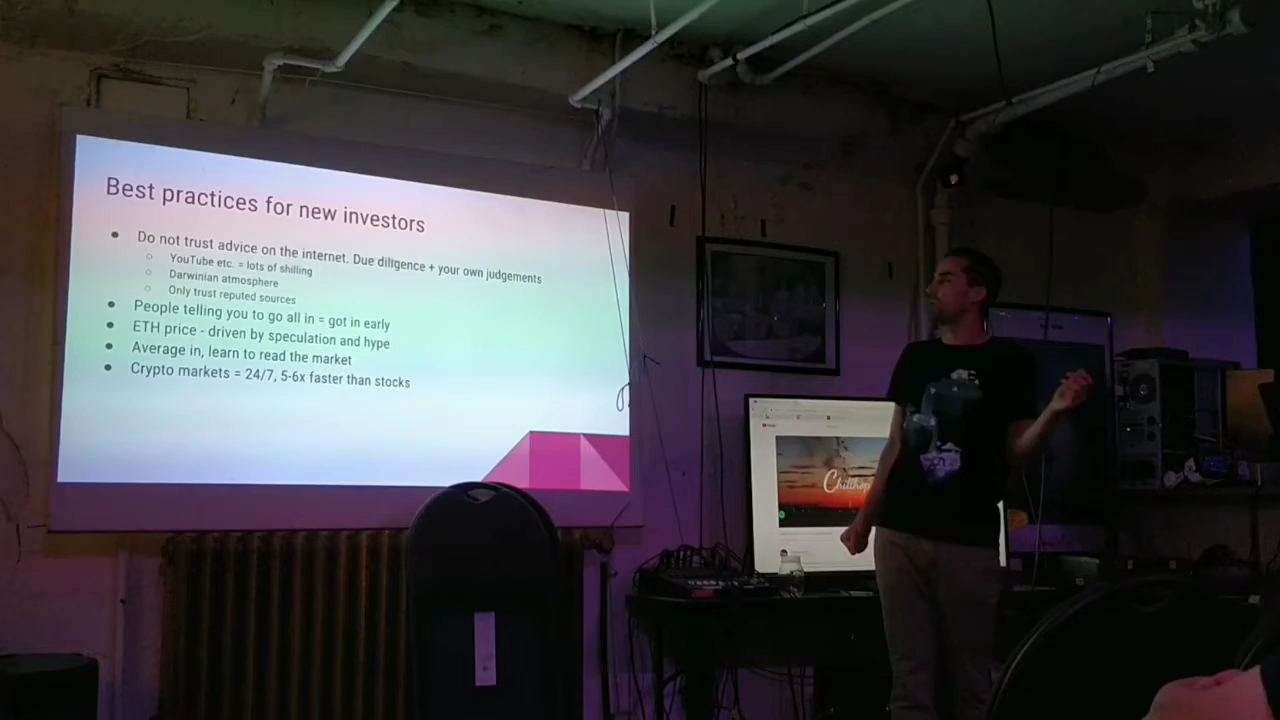 Best practices for new investors
Do not trust advice on the internet. Due diligence + your own judgements
YouTube etc. = lots of shilling
Darwinian atmosphere
Only trust reputed sources
People telling you to go all in = got in early
ETH price - driven by speculation and hype
Average in, learn to read the market
Crypto markets = 24/7, 5-6x faster than stocks